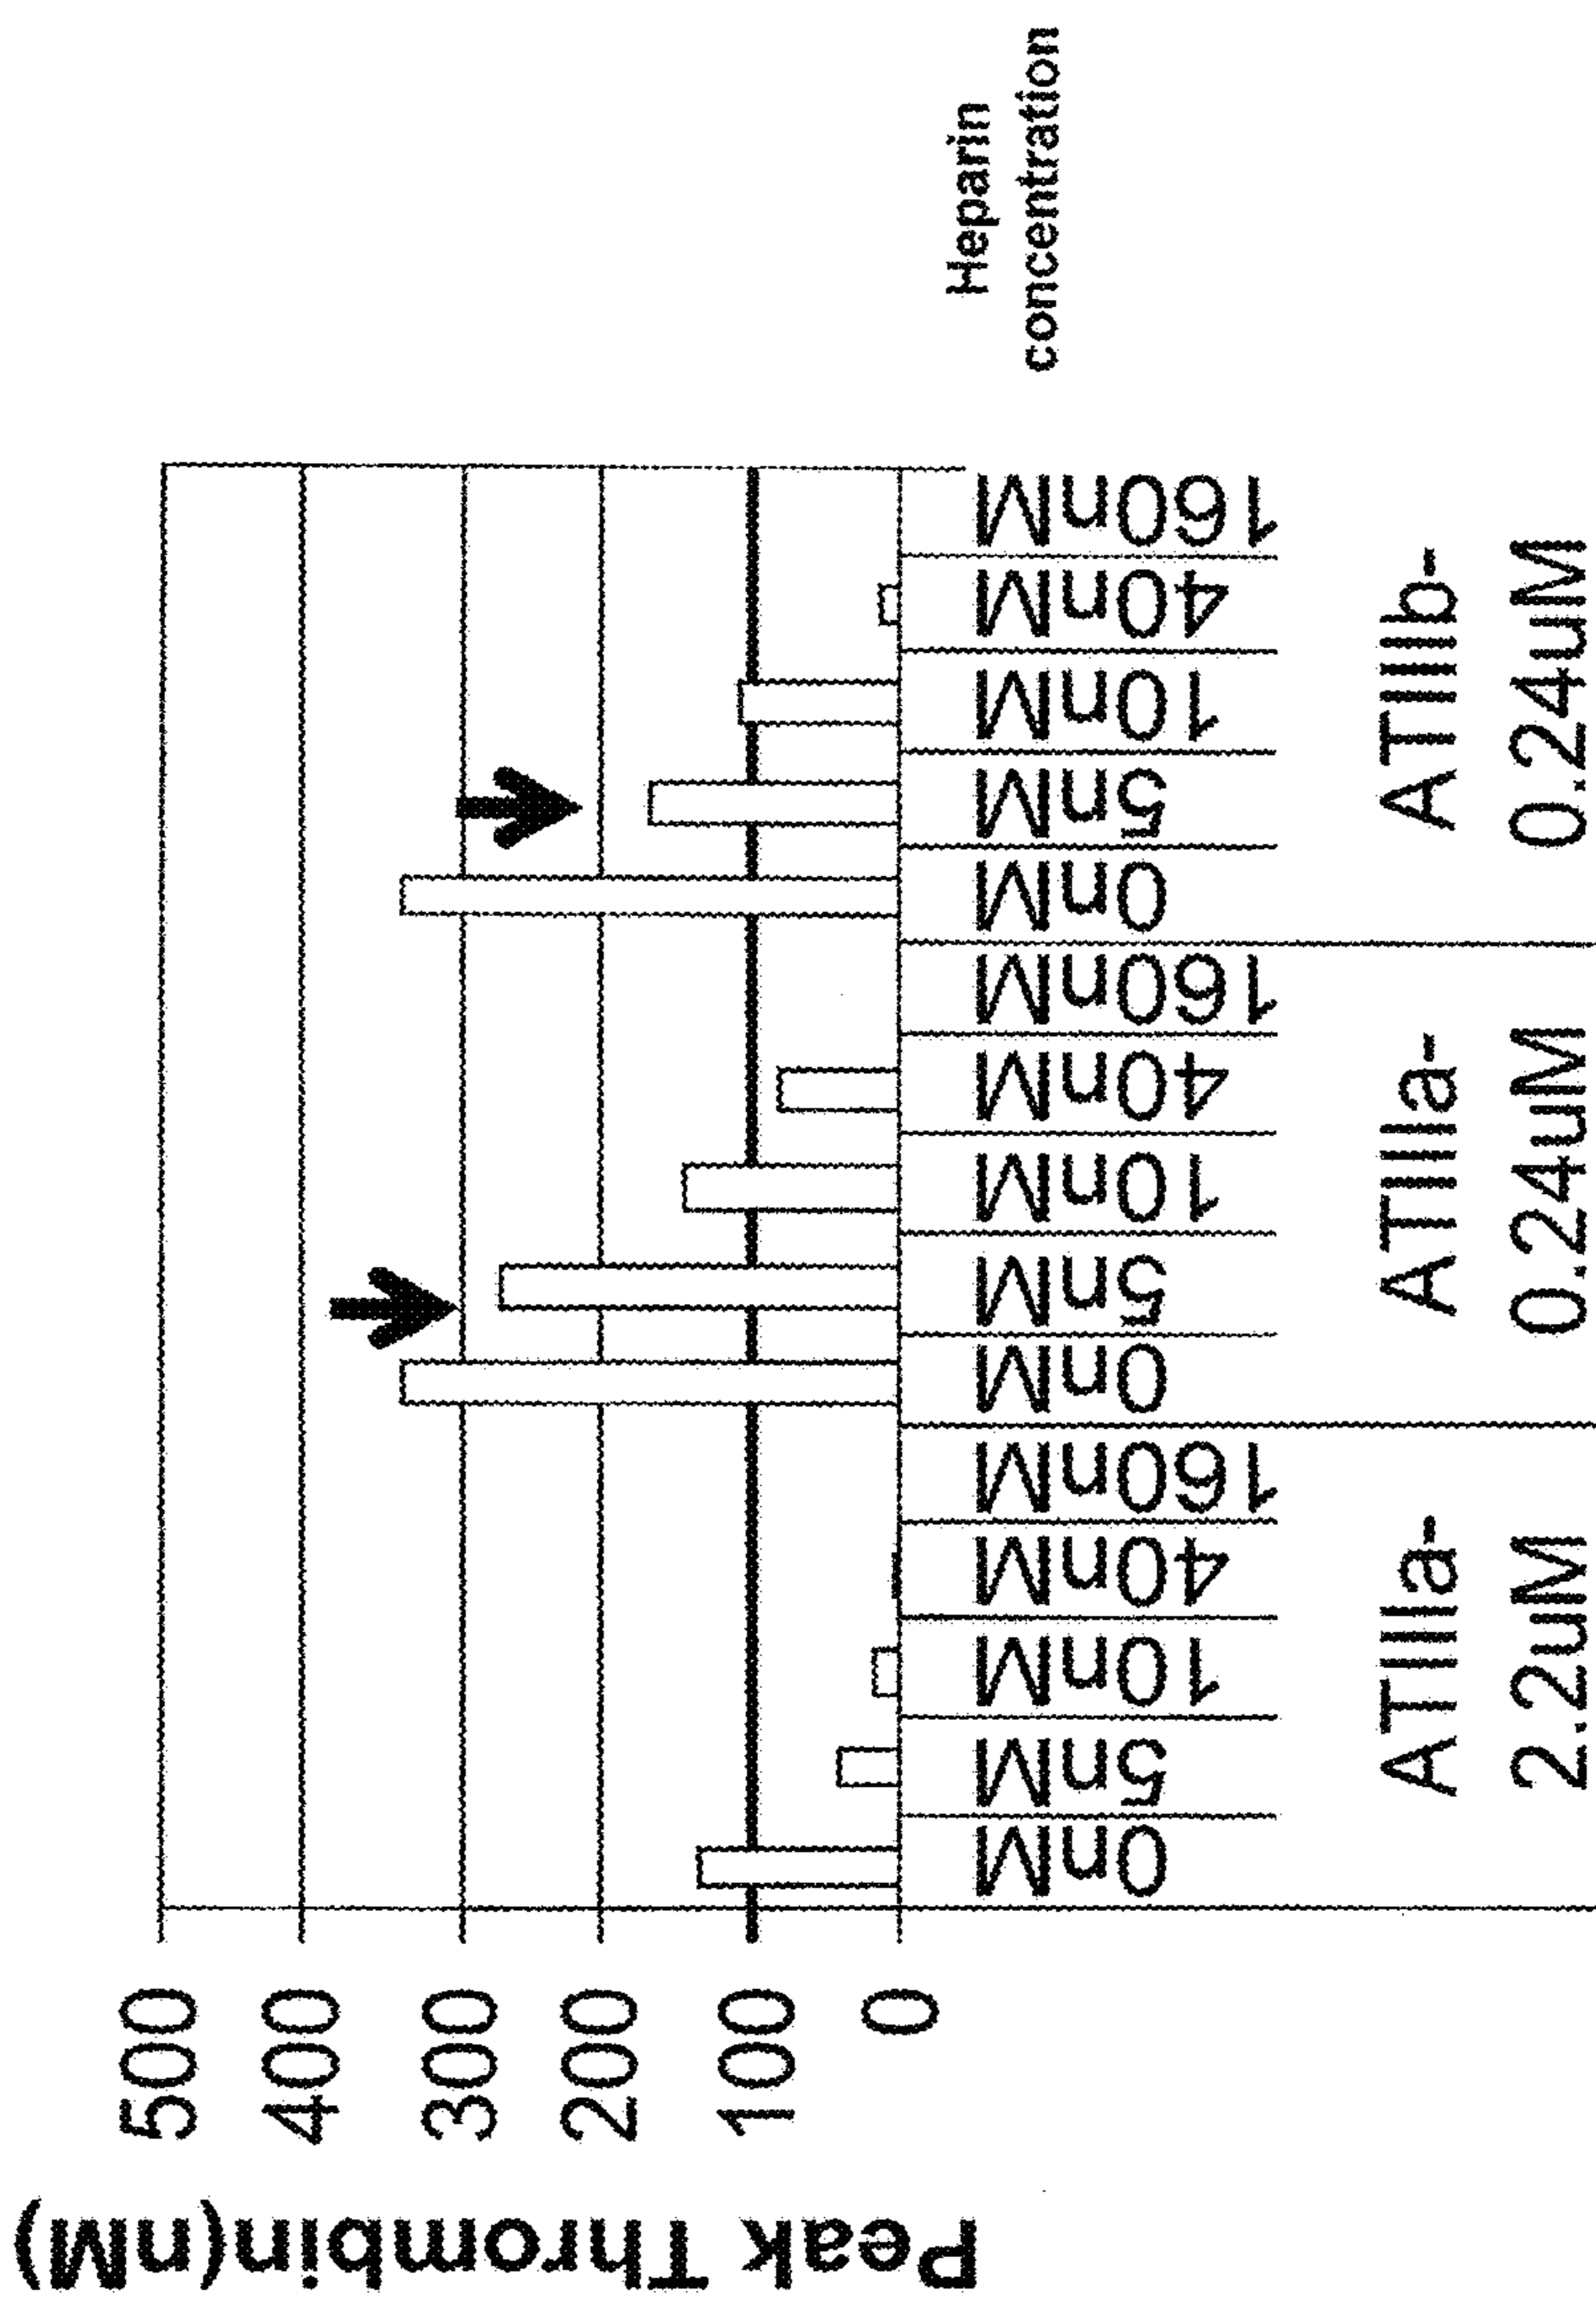 Peak Thrombin(nM)
500
400
300
200
100
0
0nM
5nM
10nM
40nM
160nM
0nM
5nM
10nM
40nM
160nM
0nM
5nM
10nM
40nM
160nM
Heparin
concentration
ATIIIa-
2.2uM
ATIIIa-
0.24uM
ATIIIb-
0.24uM